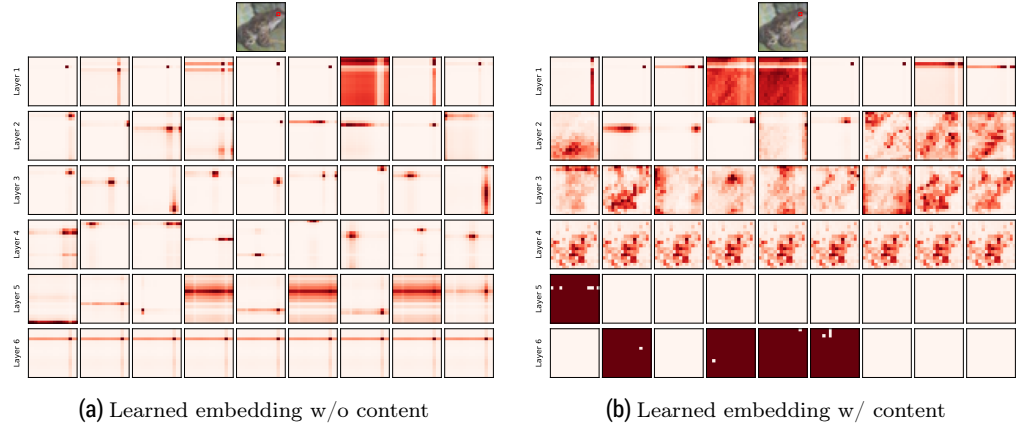 Layer 1
Layer 2
Layer 3
Layer 4
Layer 5
Layer 6
(a) Learned embedding w/o content
Layer 1
Layer 2
Layer 3
Layer 4
Layer 5
Layer 6
(b) Learned embedding w/ content